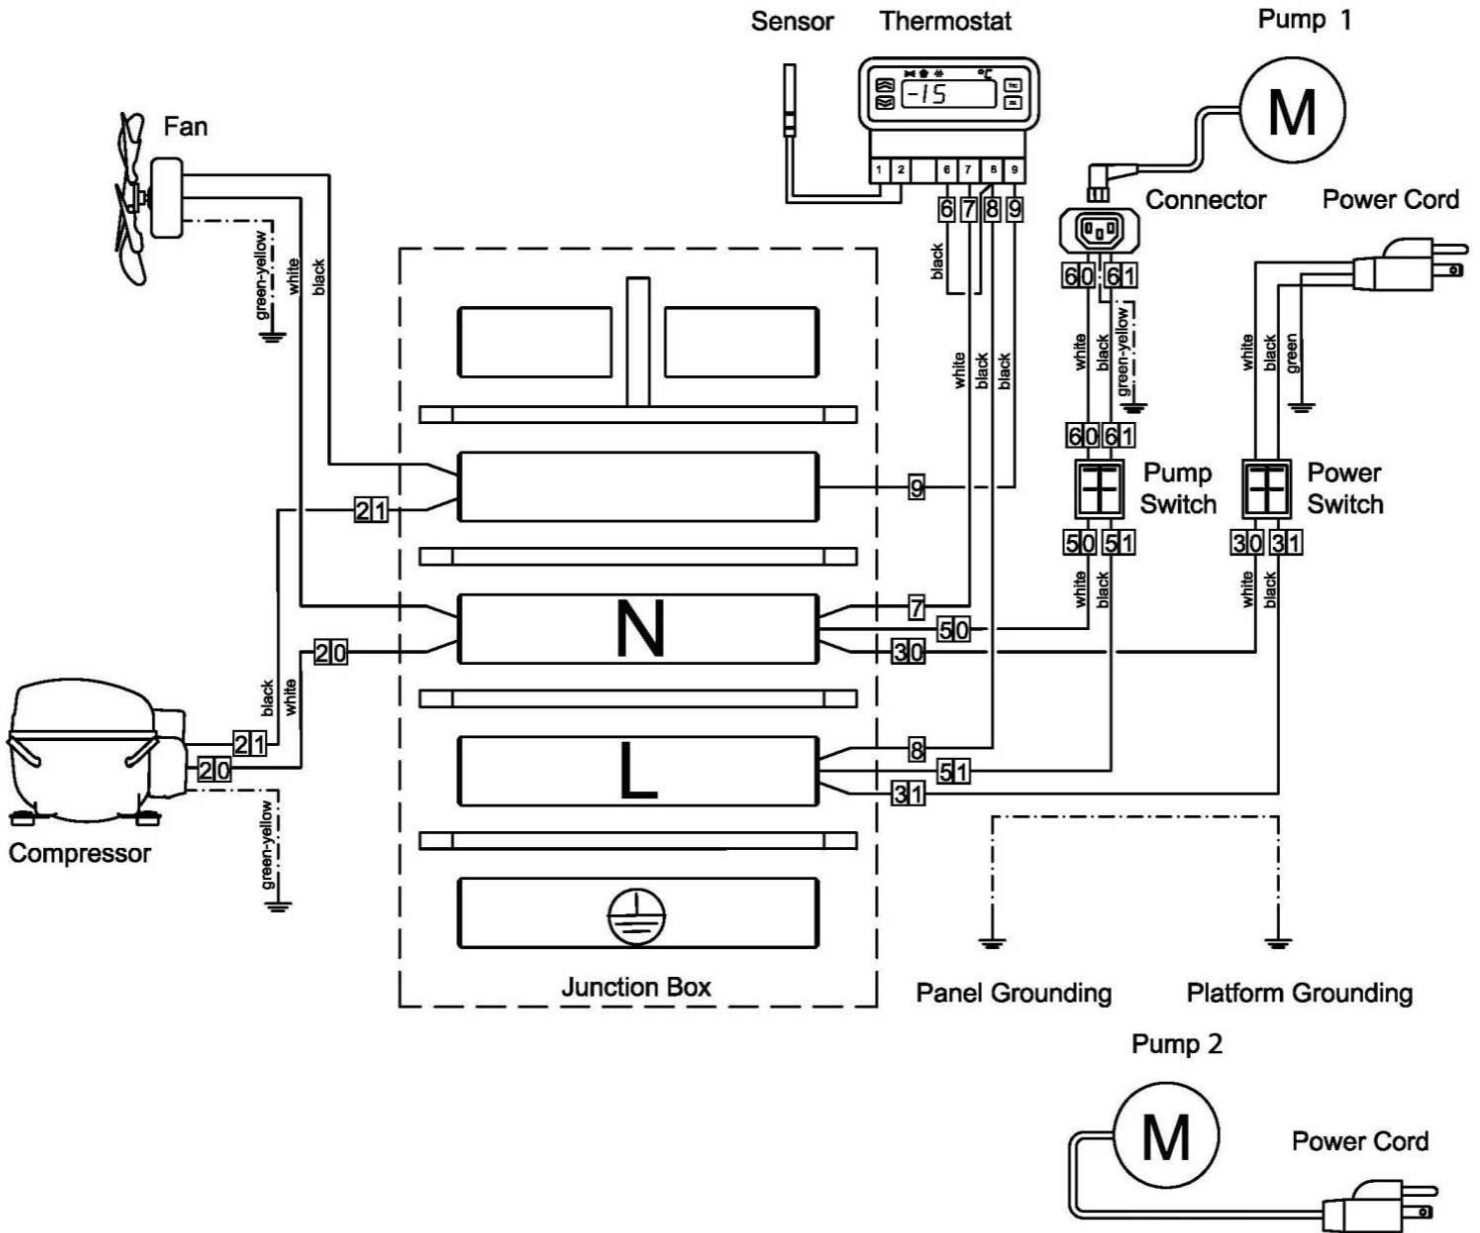 Sensor
Thermostat
Pump 1
M
Fan
°C
-15
1 2 6 7 8 9
6 7 8 9
Connector
Power Cord
60 61
green-yellow
white
black
black
white
black
black
white
black
green-yellow
white
black
green
60 61
Pump
Switch
Power
Switch
21
9
50 51
30 31
white
black
white
black
N
7
50
30
20
black
white
21
20
L
8
51
31
Compressor
green-yellow
Junction Box
Panel Grounding
Platform Grounding
Pump 2
M
Power Cord